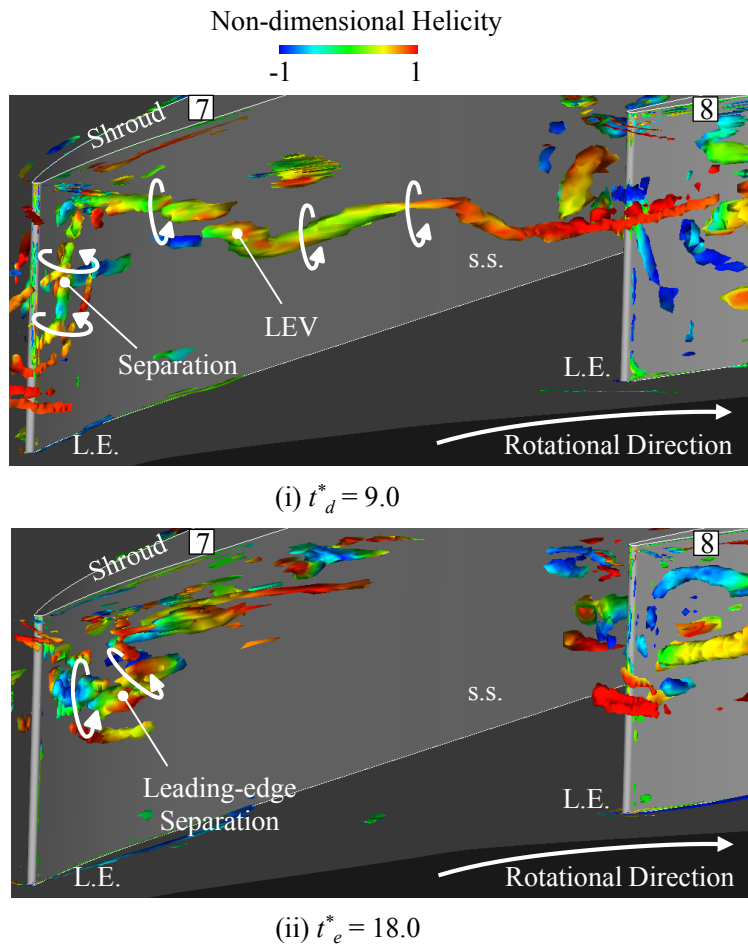 Non-dimensional Helicity
-1 1
Shroud 7 8
s.s.
LEV
Separation
L.E.
L.E.
Rotational Direction
(i) t*d = 9.0
Shroud 7 8
s.s.
Leading-edge
Separation
L.E.
L.E.
Rotational Direction
(ii) t*e = 18.0